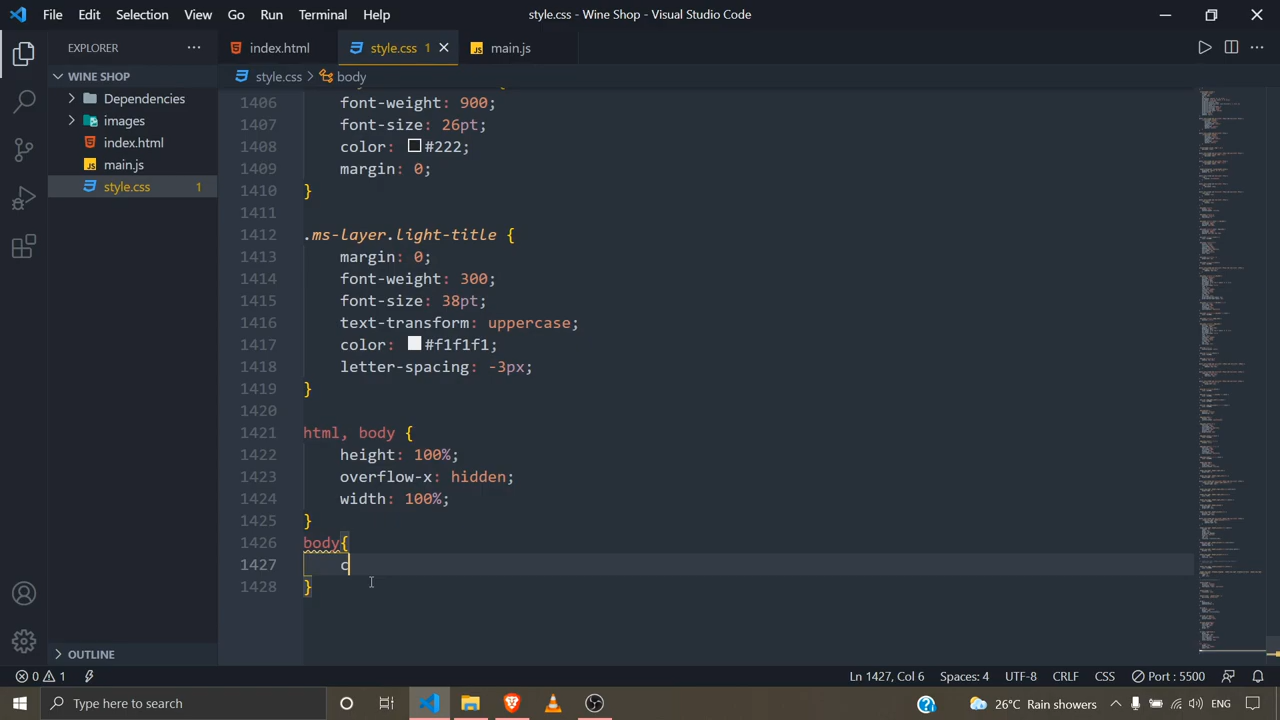 File Edit Selection View Go Run Terminal Help style.css - Wine Shop - Visual Studio Code
EXPLORER
index.html
style.css 1
main.js
WINE SHOP
style.css > body
Dependencies
images
index.html
main.js
style.css 1
1406 font-weight: 900;
1407 font-size: 26pt;
1408 color: #222;
1409 margin: 0;
1410 }
1411
1412 .ms-layer.light-title {
1413 margin: 0;
1414 font-weight: 300;
1415 font-size: 38pt;
1416 text-transform: uppercase;
1417 color: #f1f1f1;
1418 letter-spacing: -3px;
1419 }
1420
1421 html, body {
1422 height: 100%;
1423 overflow-x: hidden;
1424 width: 100%;
1425 }
1426 body{
1427 c
1428 }
OUTLINE
0 1 Ln 1427, Col 6 Spaces: 4 UTF-8 CRLF CSS Port : 5500
Type here to search 26°C Rain showers ENG